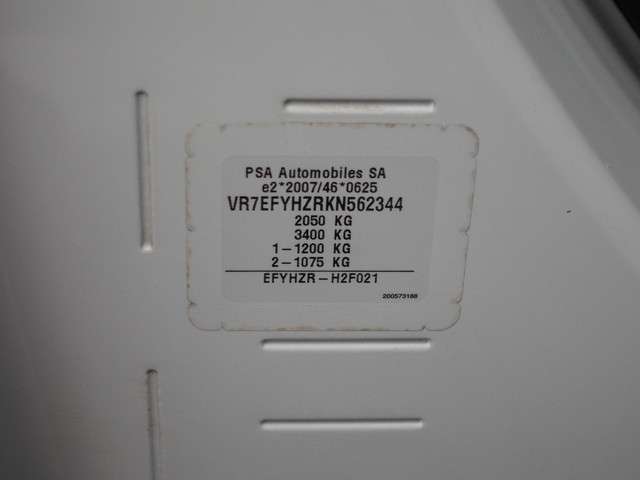 PSA Automobiles SA
e2*2007/46*0625
VR7EFYHZRKN562344
2050 KG
3400 KG
1-1200 KG
2-1075 KG
EFYHZR-H2F021
200573188